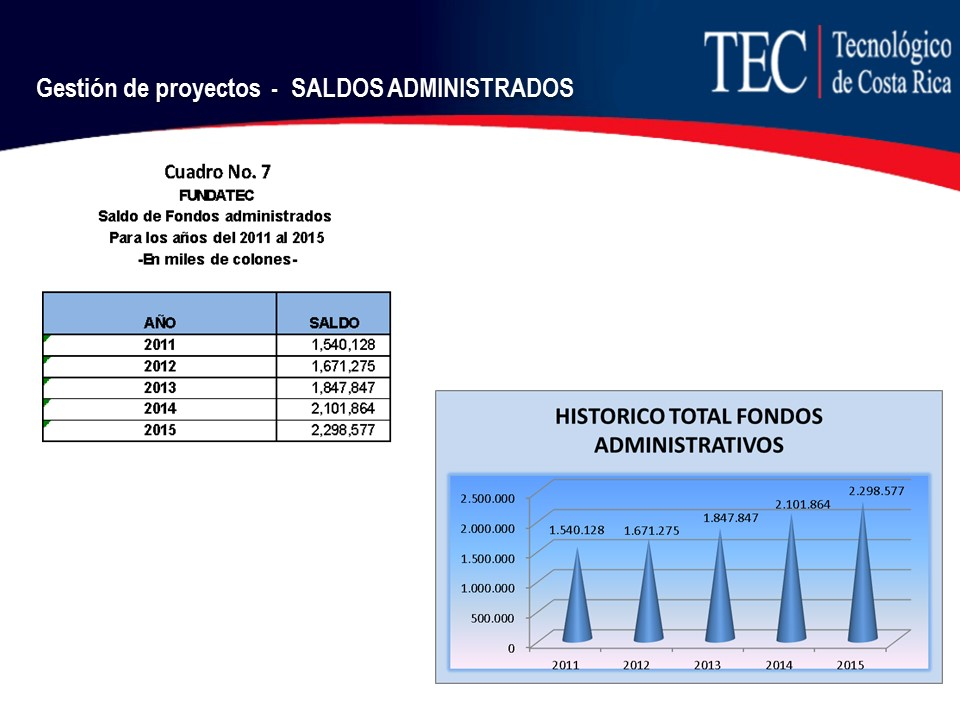 Gestión de proyectos - SALDOS ADMINISTRADOS
TEC | Tecnológico
de Costa Rica
Cuadro No. 7
FUNDATEC
Saldo de Fondos administrados
Para los años del 2011 al 2015
-En miles de colones-
AÑO SALDO
2011 1,540,128
2012 1,671,275
2013 1,847,847
2014 2,101,864
2015 2,298,577
HISTORICO TOTAL FONDOS
ADMINISTRATIVOS
2.500.000
2.000.000
1.500.000
1.000.000
500.000
0
1.540.128 1.671.275 1.847.847 2.101.864 2.298.577
2011 2012 2013 2014 2015